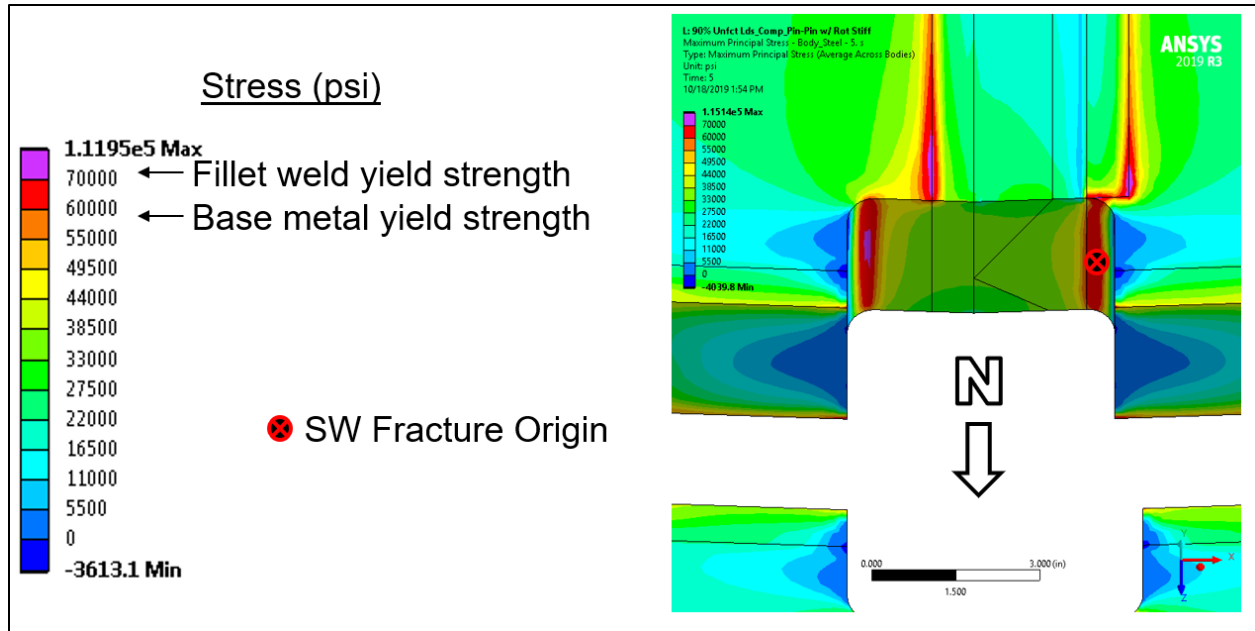 Stress (psi)
1.1195e5 Max
70000
60000
55000
49500
44000
38500
33000
27500
22000
16500
11000
5500
0
-3613.1 Min
Fillet weld yield strength
Base metal yield strength
SW Fracture Origin
L: 90% Unfct Lds_Comp_Pin-Pin w/ Rot Stiff
Maximum Principal Stress - Body_Steel - 5. s
Type: Maximum Principal Stress (Average Across Bodies)
Unit: psi
Time: 5
10/18/2019 1:54 PM
ANSYS
2019 R3
1.1514e5 Max
70000
60000
55000
49500
44000
38500
33000
27500
22000
16500
11000
5500
0
-4039.8 Min
N
0.000
3.000 (in)
1.500
Y
X
Z